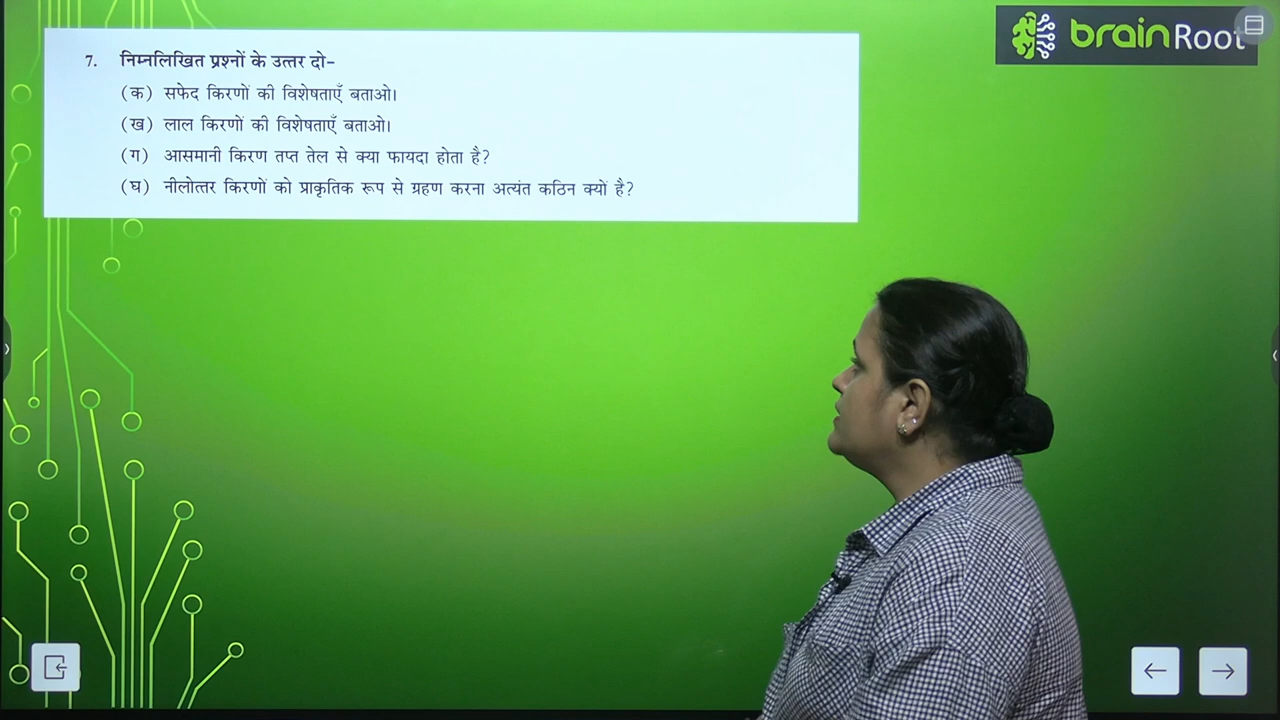 7. निम्नलिखित प्रश्नों के उत्तर दो-
(क) सफेद किरणों की विशेषताएँ बताओ।
(ख) लाल किरणों की विशेषताएँ बताओ।
(ग) आसमानी किरण तप्त तेल से क्या फायदा होता है?
(घ) नीलोत्तर किरणों को प्राकृतिक रूप से ग्रहण करना अत्यंत कठिन क्यों है?
brainRoot